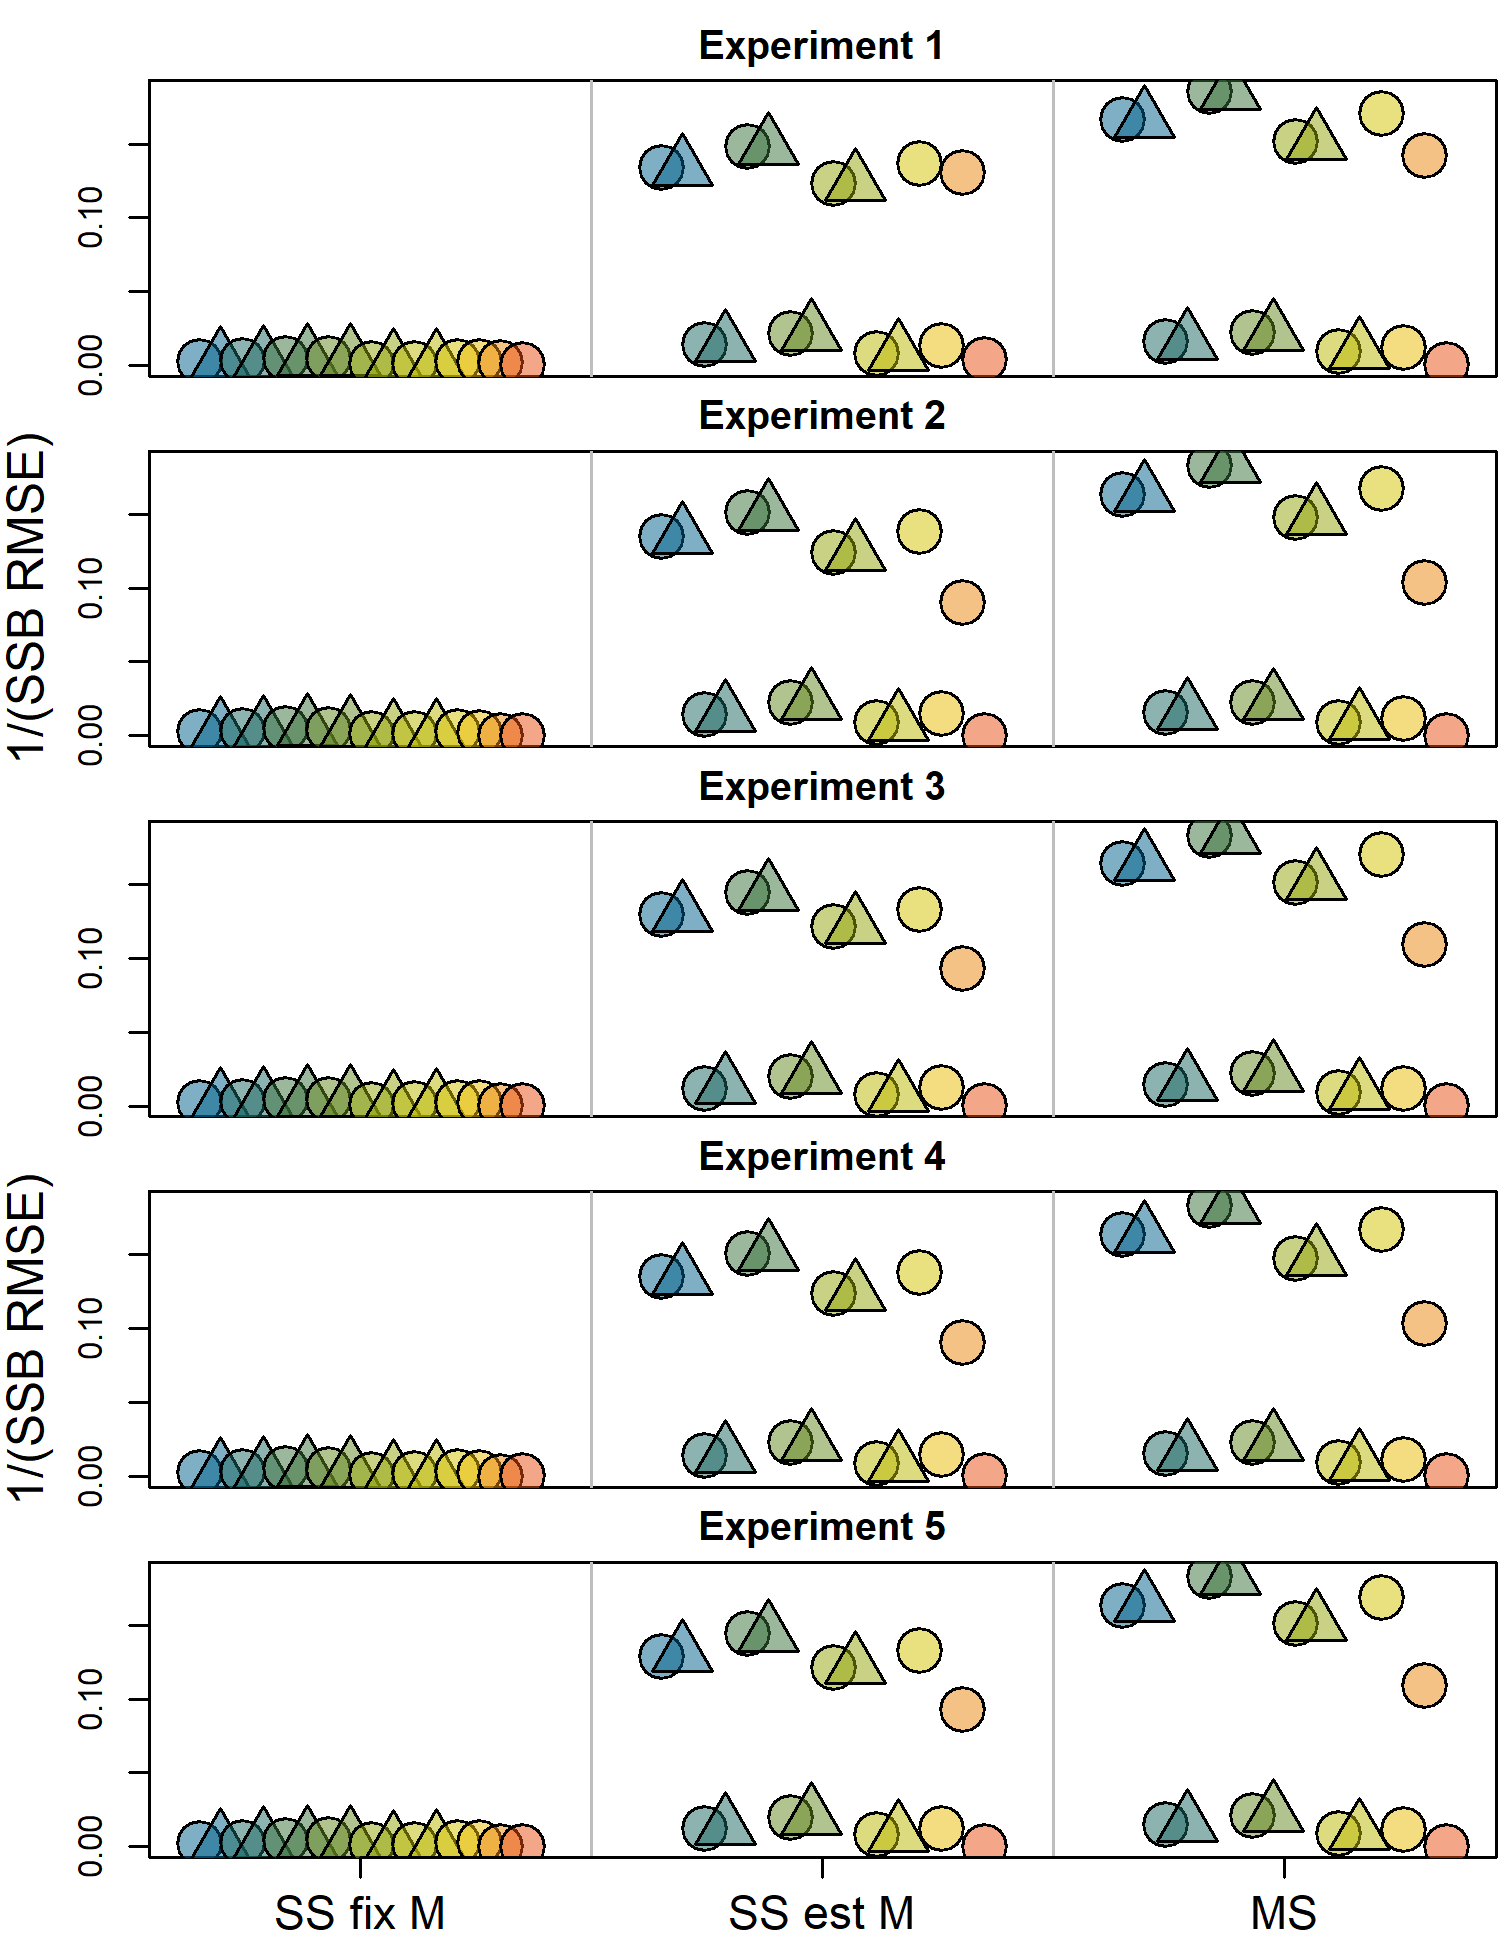 Experiment 1
0.10
0.00
Experiment 2
1/(SSB RMSE)
0.10
0.00
Experiment 3
0.10
0.00
Experiment 4
1/(SSB RMSE)
0.10
0.00
Experiment 5
0.10
0.00
SS fix M
SS est M
MS